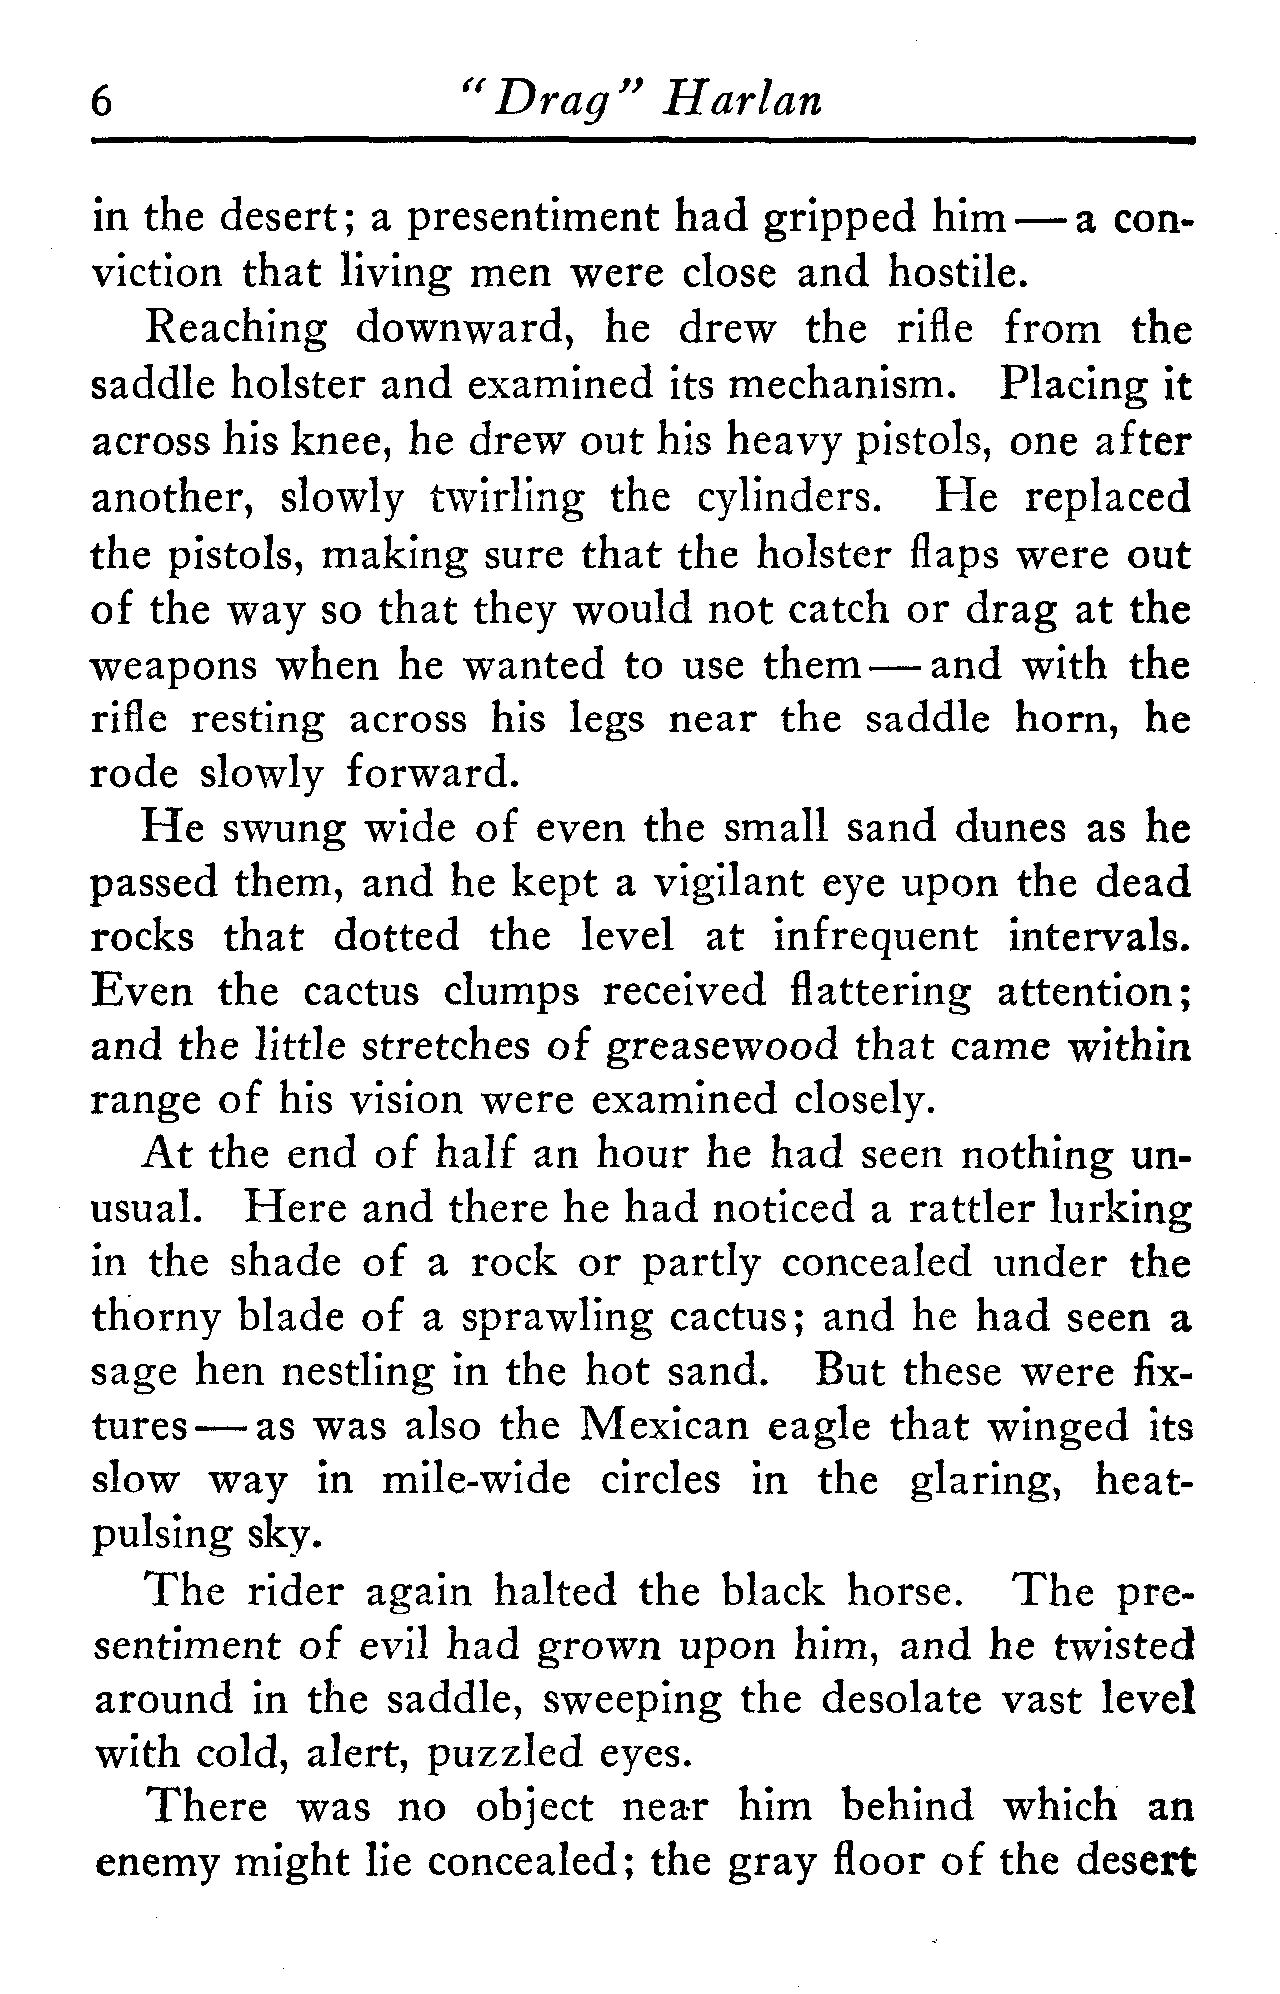 6 "Drag" Harlan
in the desert; a presentiment had gripped him — a con-
viction that living men were close and hostile.
Reaching downward, he drew the rifle from the
saddle holster and examined its mechanism. Placing it
across his knee, he drew out his heavy pistols, one after
another, slowly twirling the cylinders. He replaced
the pistols, making sure that the holster flaps were out
of the way so that they would not catch or drag at the
weapons when he wanted to use them — and with the
rifle resting across his legs near the saddle horn, he
rode slowly forward.
He swung wide of even the small sand dunes as he
passed them, and he kept a vigilant eye upon the dead
rocks that dotted the level at infrequent intervals.
Even the cactus clumps received flattering attention;
and the little stretches of greasewood that came within
range of his vision were examined closely.
At the end of half an hour he had seen nothing un-
usual. Here and there he had noticed a rattler lurking
in the shade of a rock or partly concealed under the
thorny blade of a sprawling cactus; and he had seen a
sage hen nestling in the hot sand. But these were fix-
tures — as was also the Mexican eagle that winged its
slow way in mile-wide circles in the glaring, heat-
pulsing sky.
The rider again halted the black horse. The pre-
sentiment of evil had grown upon him, and he twisted
around in the saddle, sweeping the desolate vast level
with cold, alert, puzzled eyes.
There was no object near him behind which an
enemy might lie concealed; the gray floor of the desert